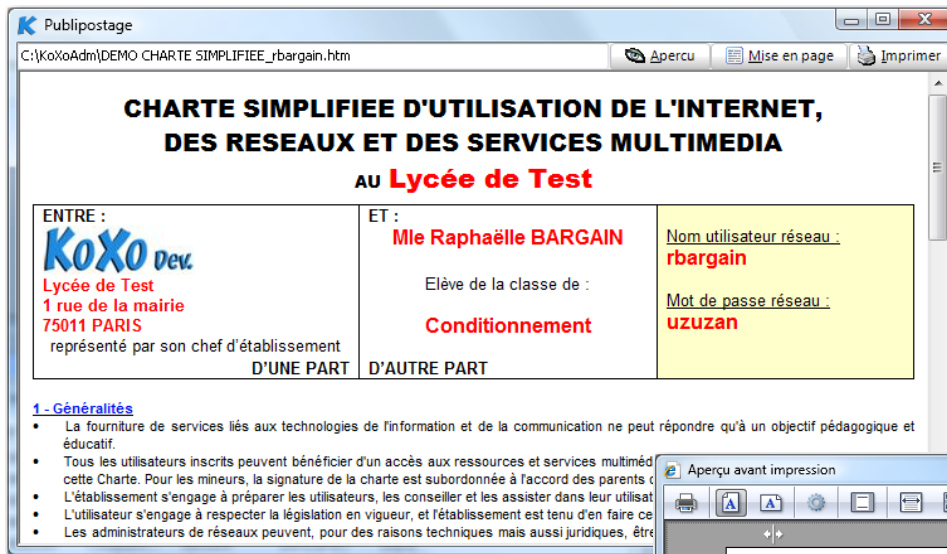 Publipostage
C:\KoXoAdm\DEMO CHARTE SIMPLIFIEE_rbargain.htm
Apercu
Mise en page
Imprimer
CHARTE SIMPLIFIEE D'UTILISATION DE L'INTERNET,
DES RESEAUX ET DES SERVICES MULTIMEDIA
AU Lycée de Test
ENTRE :
KoXo Dev.
Lycée de Test
1 rue de la mairie
75011 PARIS
représenté par son chef d'établissement
D'UNE PART
ET :
Mle Raphaëlle BARGAIN
Elève de la classe de :
Conditionnement
D'AUTRE PART
Nom utilisateur réseau :
rbargain
Mot de passe réseau :
uzuzan
1 - Généralités
• La fourniture de services liés aux technologies de l'information et de la communication ne peut répondre qu'à un objectif pédagogique et
éducatif.
• Tous les utilisateurs inscrits peuvent bénéficier d'un accès aux ressources et services multiméd
cette Charte. Pour les mineurs, la signature de la charte est subordonnée à l'accord des parents
• L'établissement s'engage à préparer les utilisateurs, les conseiller et les assister dans leur utilisat
• L'utilisateur s'engage à respecter la législation en vigueur, et l'établissement est tenu d'en faire ce
• Les administrateurs de réseaux peuvent, pour des raisons techniques mais aussi juridiques, être
Aperçu avant impression